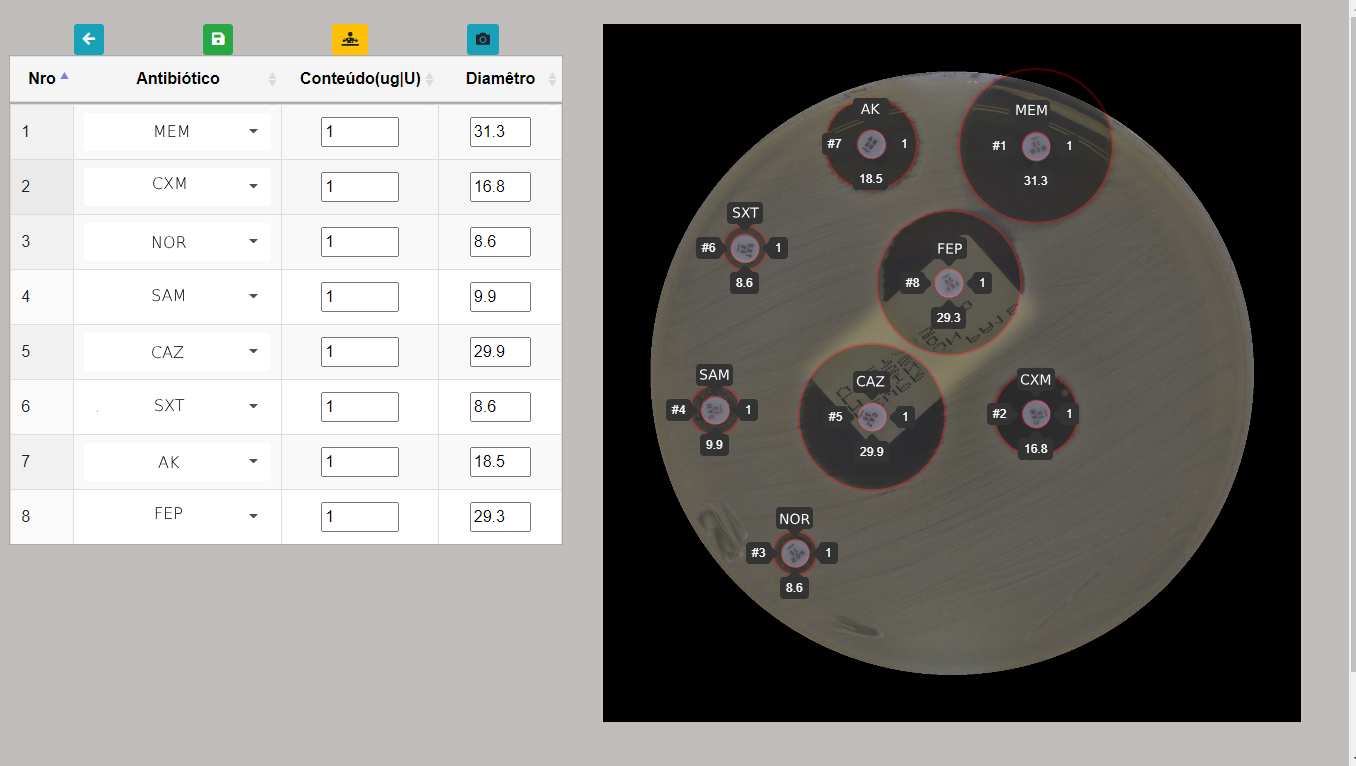 Nro Antibiótico Conteúdo(ug|U) Diamêtro
1 MEM 1 31.3
2 CXM 1 16.8
3 NOR 1 8.6
4 SAM 1 9.9
5 CAZ 1 29.9
6 SXT 1 8.6
7 AK 1 18.5
8 FEP 1 29.3
AK
#7 1
18.5
MEM
#1 1
31.3
SXT
#6 1
8.6
FEP
#8 1
29.3
SAM
#4 1
9.9
CAZ
#5 1
29.9
CXM
#2 1
16.8
NOR
#3 1
8.6